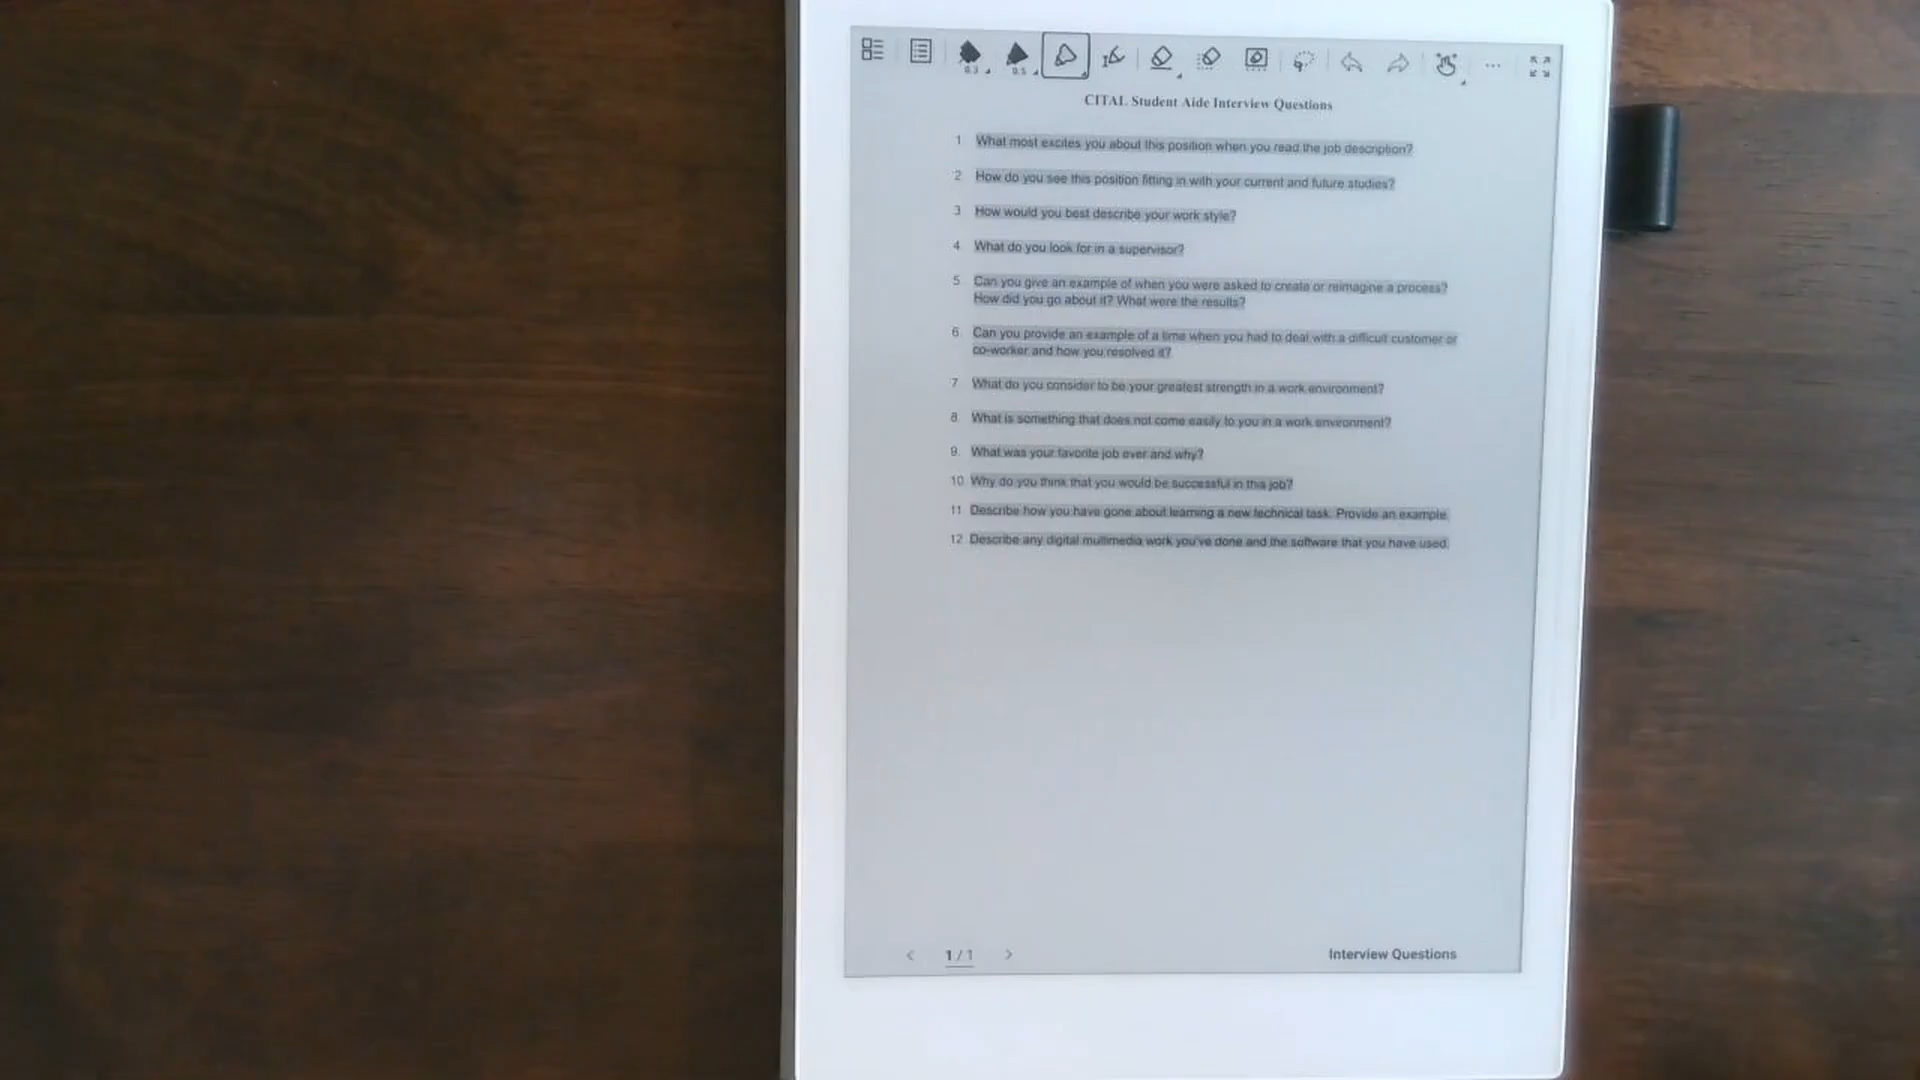 0.3
0.5
CITAL Student Aide Interview Questions
1 What most excites you about this position when you read the job description?
2 How do you see this position fitting in with your current and future studies?
3 How would you best describe your work style?
4 What do you look for in a supervisor?
5 Can you give an example of when you were asked to create or reimagine a process?
How did you go about it? What were the results?
6. Can you provide an example of a time when you had to deal with a difficult customer or
co-worker and how you resolved it?
7 What do you consider to be your greatest strength in a work environment?
8. What is something that does not come easily to you in a work environment?
9. What was your favorite job ever and why?
10 Why do you think that you would be successful in this job?
11 Describe how you have gone about learning a new technical task. Provide an example.
12 Describe any digital multimedia work you've done and the software that you have used.
< 1 / 1 >
Interview Questions